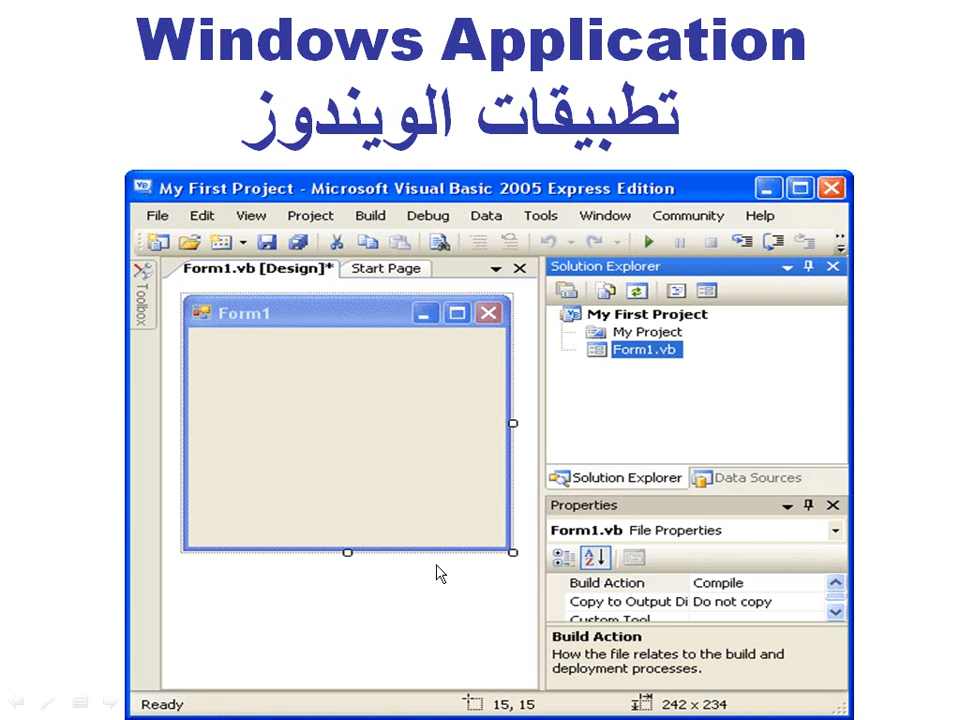 Windows Application
تطبيقات الويندوز
My First Project - Microsoft Visual Basic 2005 Express Edition
File Edit View Project Build Debug Data Tools Window Community Help
Form1.vb [Design]* Start Page
Toolbox
Form1
Solution Explorer
My First Project
My Project
Form1.vb
Solution Explorer Data Sources
Properties
Form1.vb File Properties
Build Action Compile
Copy to Output Di Do not copy
Custom Tool
Build Action
How the file relates to the build and
deployment processes.
Ready 15, 15 242 x 234